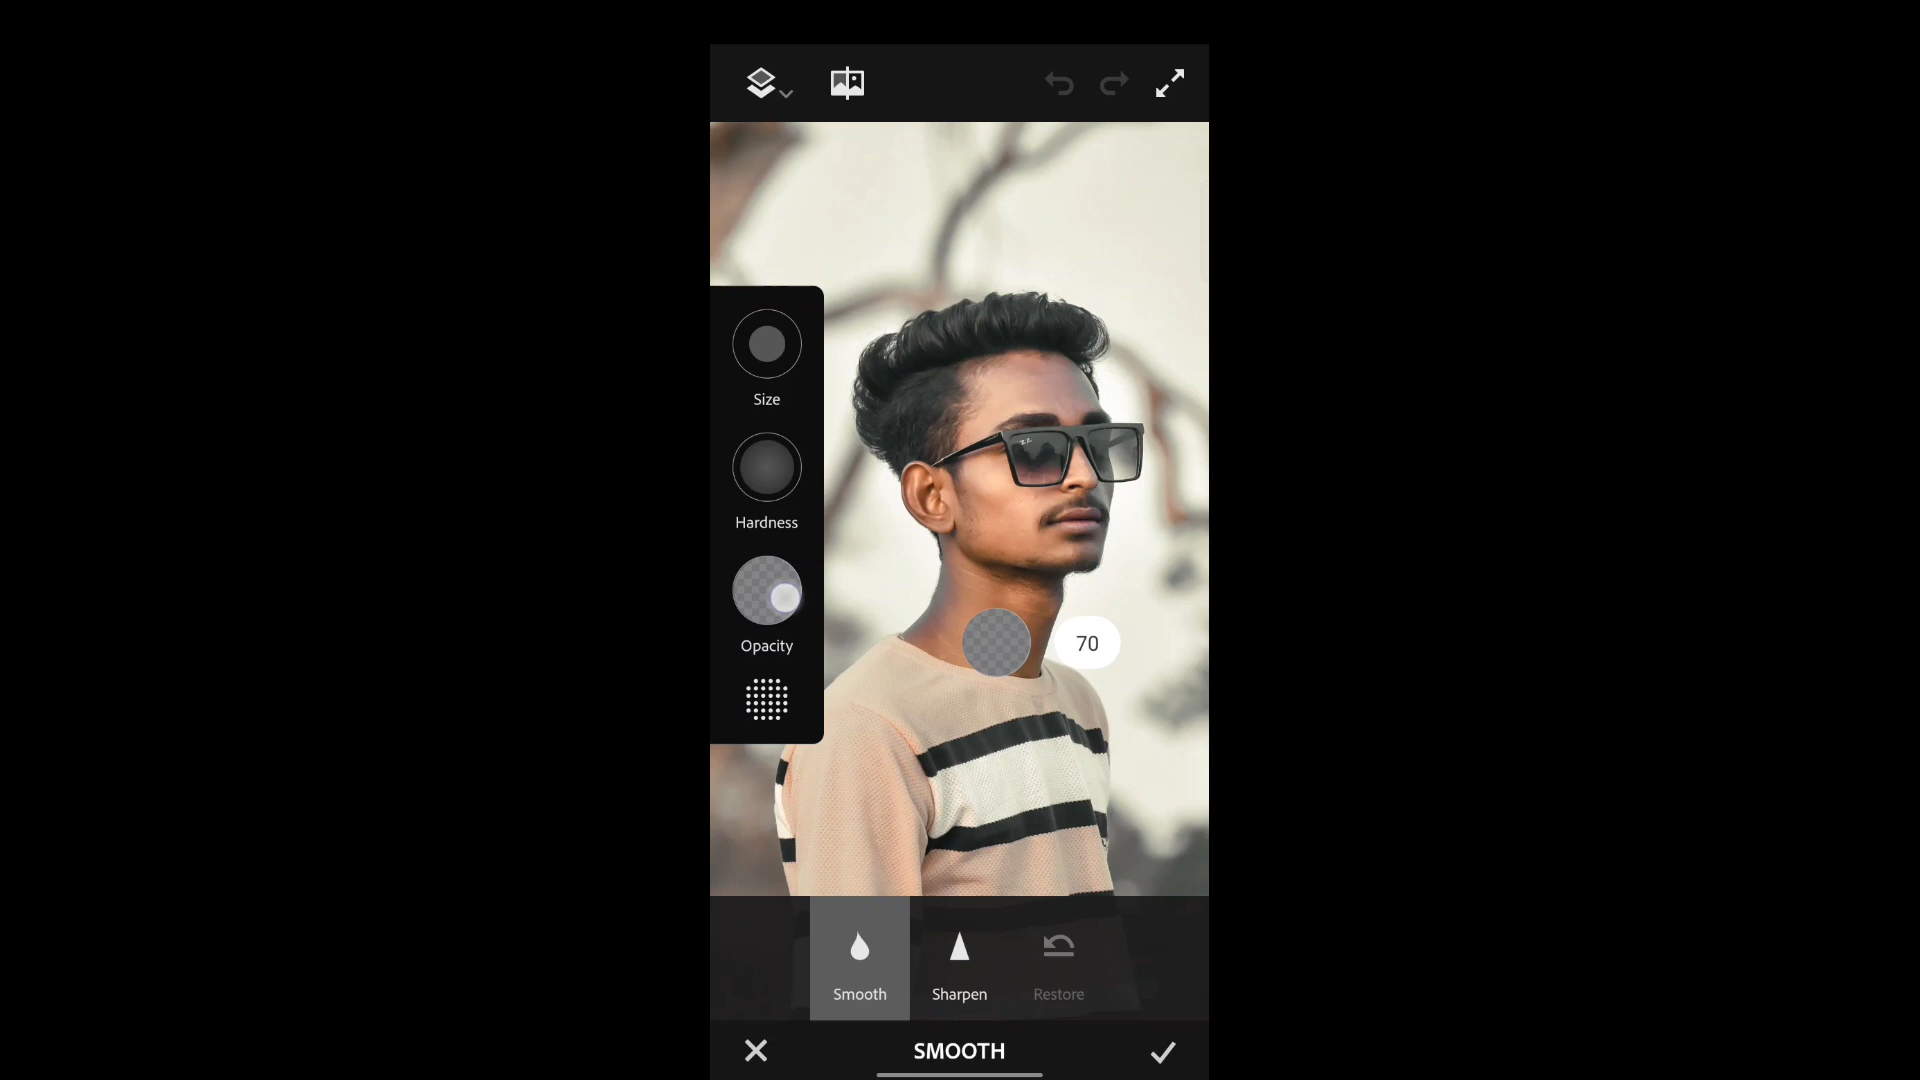 Size
Hardness
Opacity
70
Smooth
Sharpen
Restore
SMOOTH